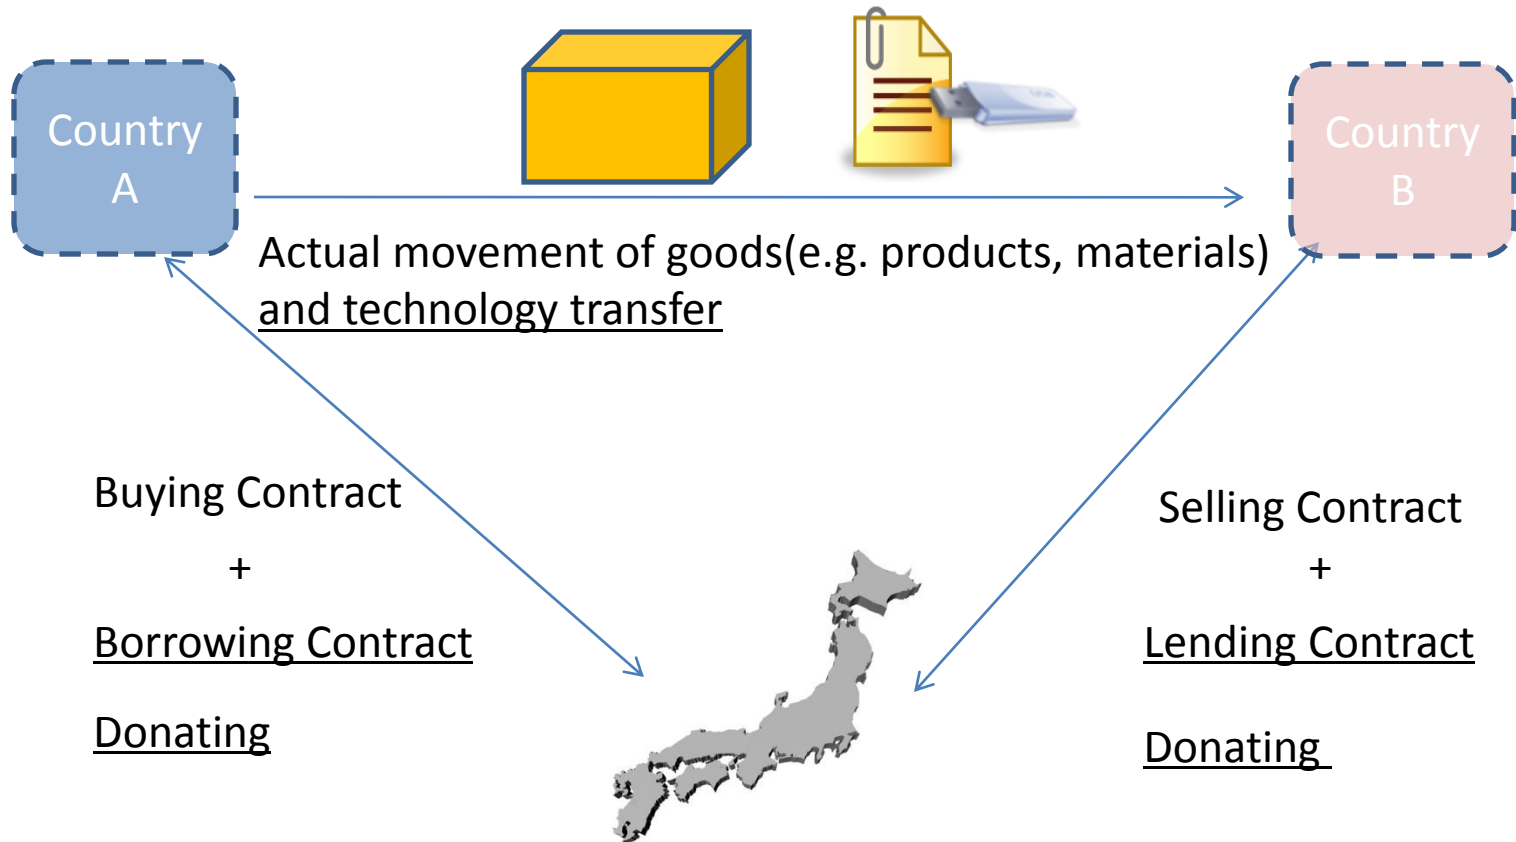 Country
A
Country
B
USB
Actual movement of goods(e.g. products, materials)
and technology transfer
Buying Contract
+
Borrowing Contract
Donating
Selling Contract
+
Lending Contract
Donating